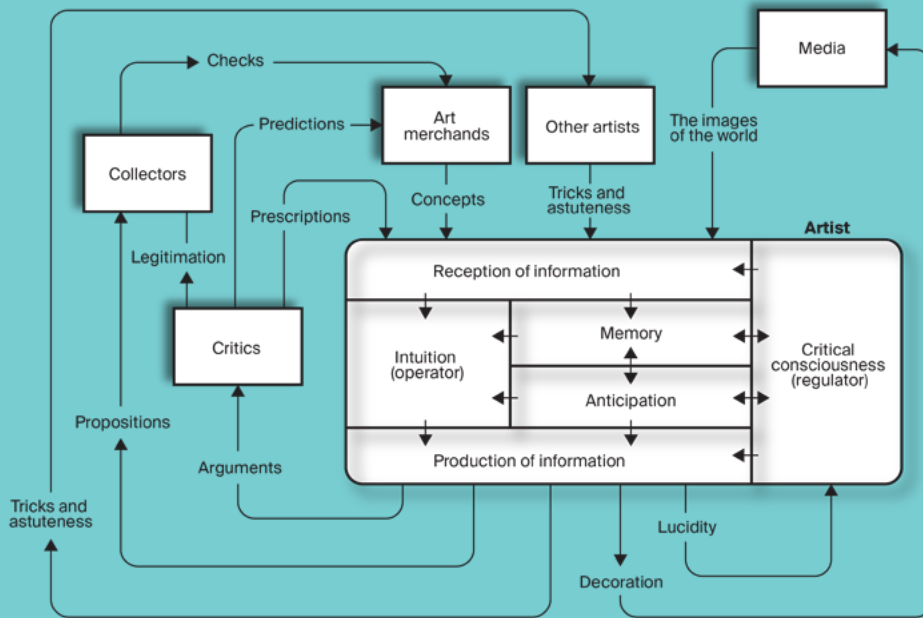 Checks
Media
Predictions
Art
merchands
Other artists
The images
of the world
Collectors
Prescriptions
Concepts
Tricks and
astuteness
Artist
Legitimation
Reception of information
Critics
Intuition
(operator)
Memory
Critical
consciousness
(regulator)
Anticipation
Propositions
Arguments
Production of information
Tricks and
astuteness
Lucidity
Decoration